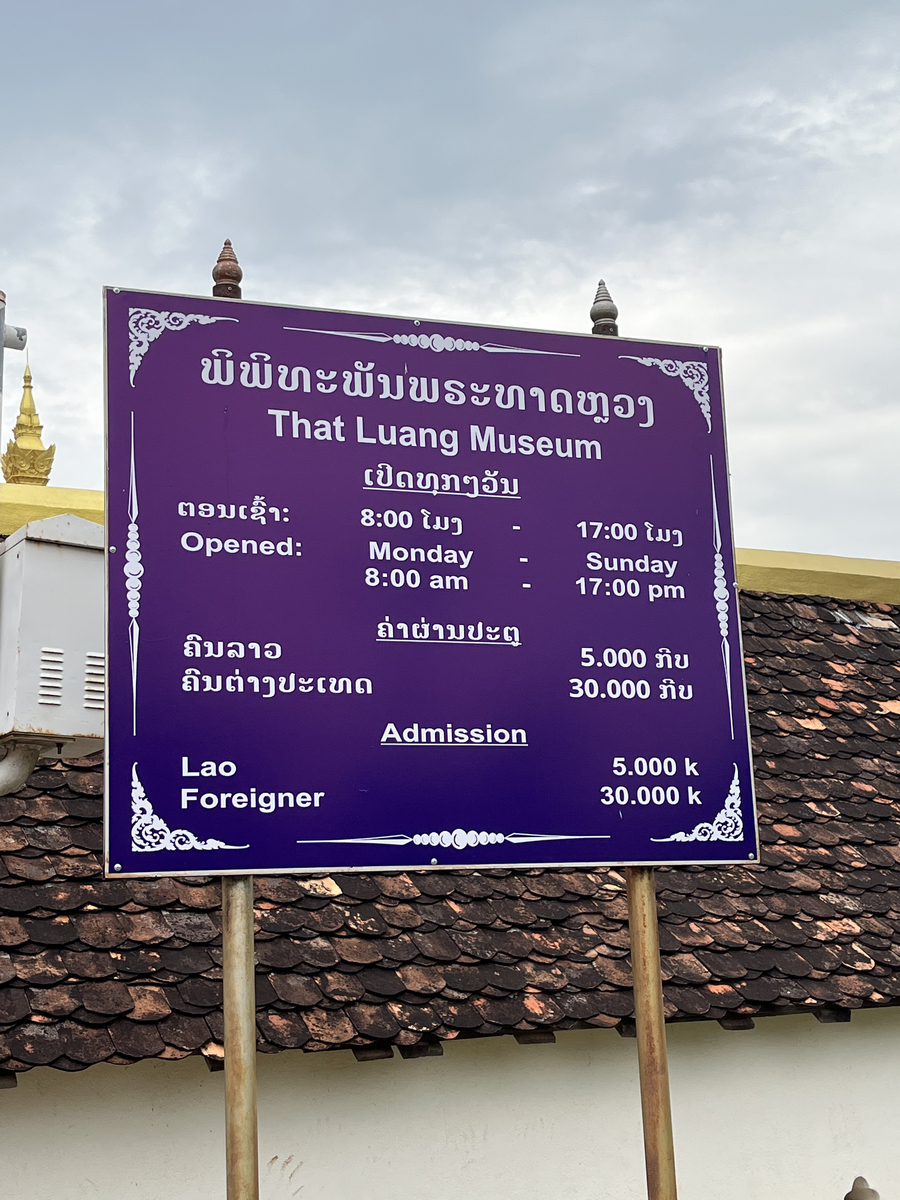 ພິພິທະພັນພຣະທາດຫຼວງ
That Luang Museum
ເປີດທຸກໆວັນ
ຕອນເຊົ້າ: 8:00 ໂມງ - 17:00 ໂມງ
Opened: Monday - Sunday
8:00 am - 17:00 pm
ຄ່າຜ່ານປະຕູ
ຄົນລາວ 5.000 ກີບ
ຄົນຕ່າງປະເທດ 30.000 ກີບ
Admission
Lao 5.000 k
Foreigner 30.000 k